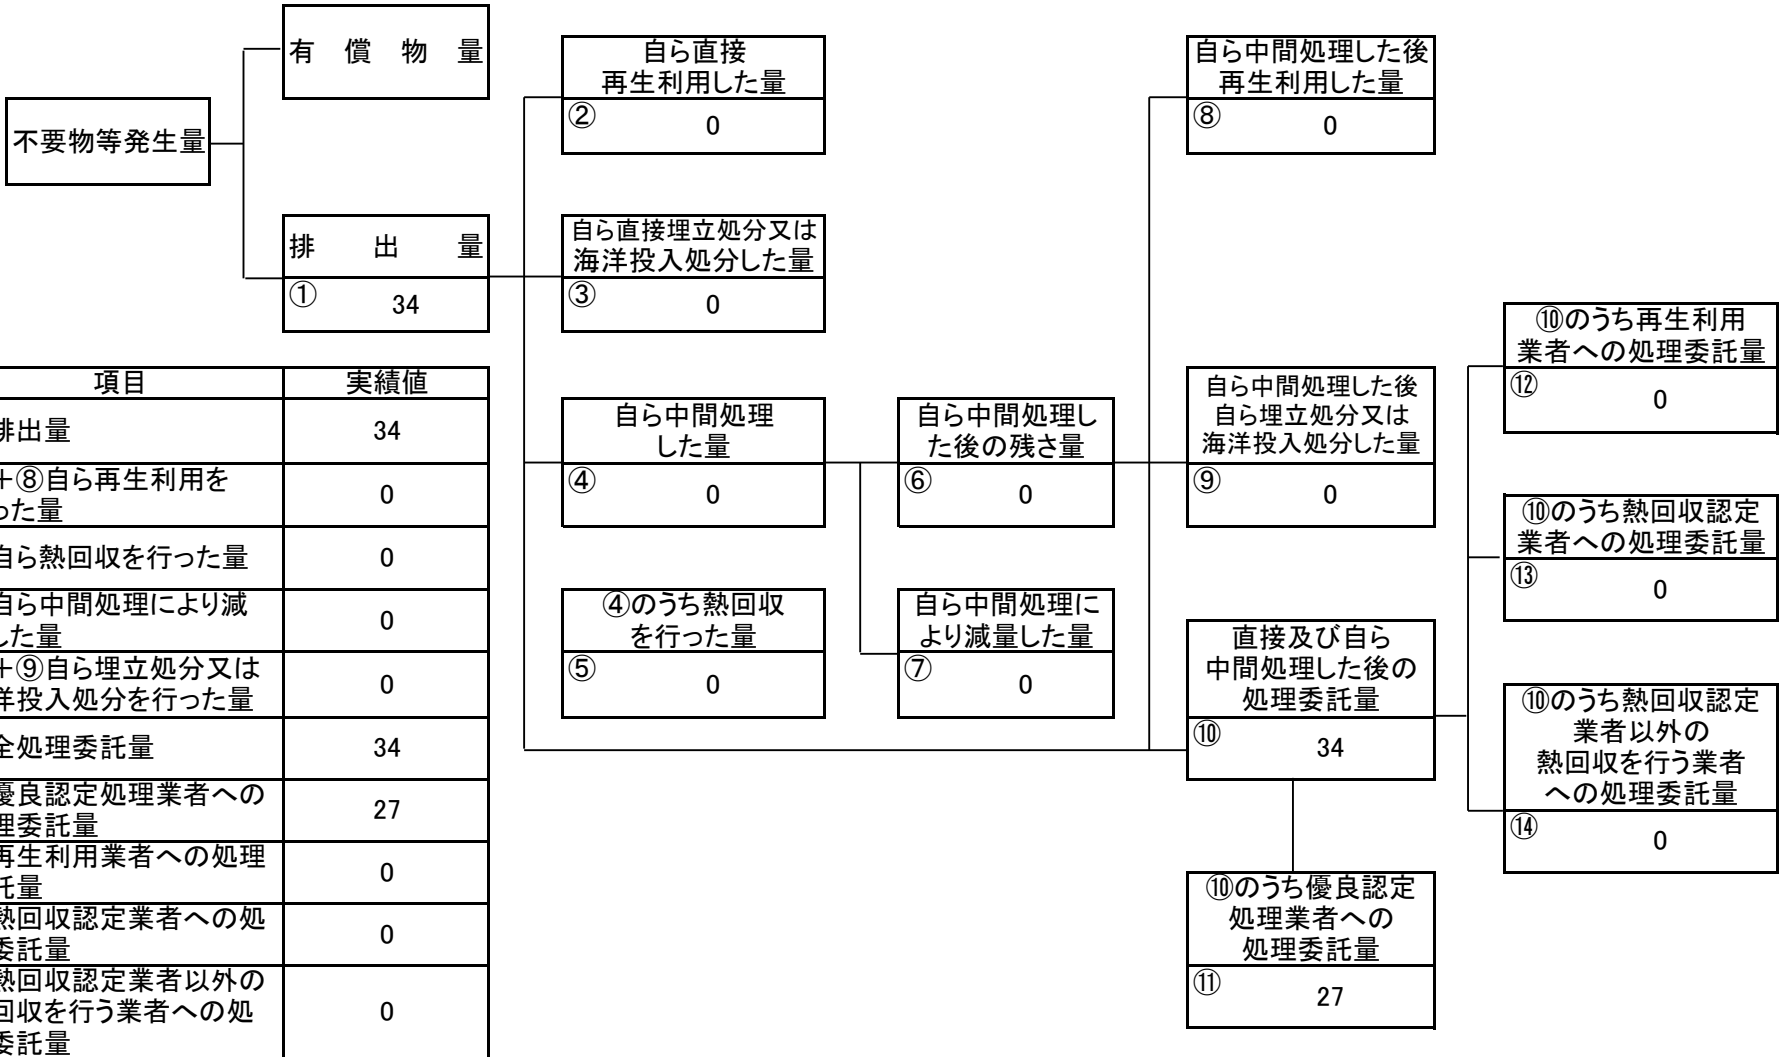 有償物量
不要物等発生量
排出量
① 34
自ら直接
再生利用した量
② 0
自ら直接埋立処分又は
海洋投入処分した量
③ 0
自ら中間処理
した量
④ 0
④のうち熱回収
を行った量
⑤ 0
自ら中間処理し
た後の残さ量
⑥ 0
自ら中間処理に
より減量した量
⑦ 0
自ら中間処理した後
再生利用した量
⑧ 0
自ら中間処理した後
自ら埋立処分又は
海洋投入処分した量
⑨ 0
直接及び自ら
中間処理した後の
処理委託量
⑩ 34
⑩のうち優良認定
処理業者への
処理委託量
⑪ 27
⑩のうち再生利用
業者への処理委託量
⑫ 0
⑩のうち熱回収認定
業者への処理委託量
⑬ 0
⑩のうち熱回収認定
業者以外の
熱回収を行う業者
への処理委託量
⑭ 0
項目 実績値
排出量 34
+⑧自ら再生利用を
った量 0
自ら熱回収を行った量 0
自ら中間処理により減
した量 0
+⑨自ら埋立処分又は
洋投入処分を行った量 0
全処理委託量 34
優良認定処理業者への
理委託量 27
再生利用業者への処理
託量 0
熱回収認定業者への処
委託量 0
熱回収認定業者以外の
回収を行う業者への処
委託量 0